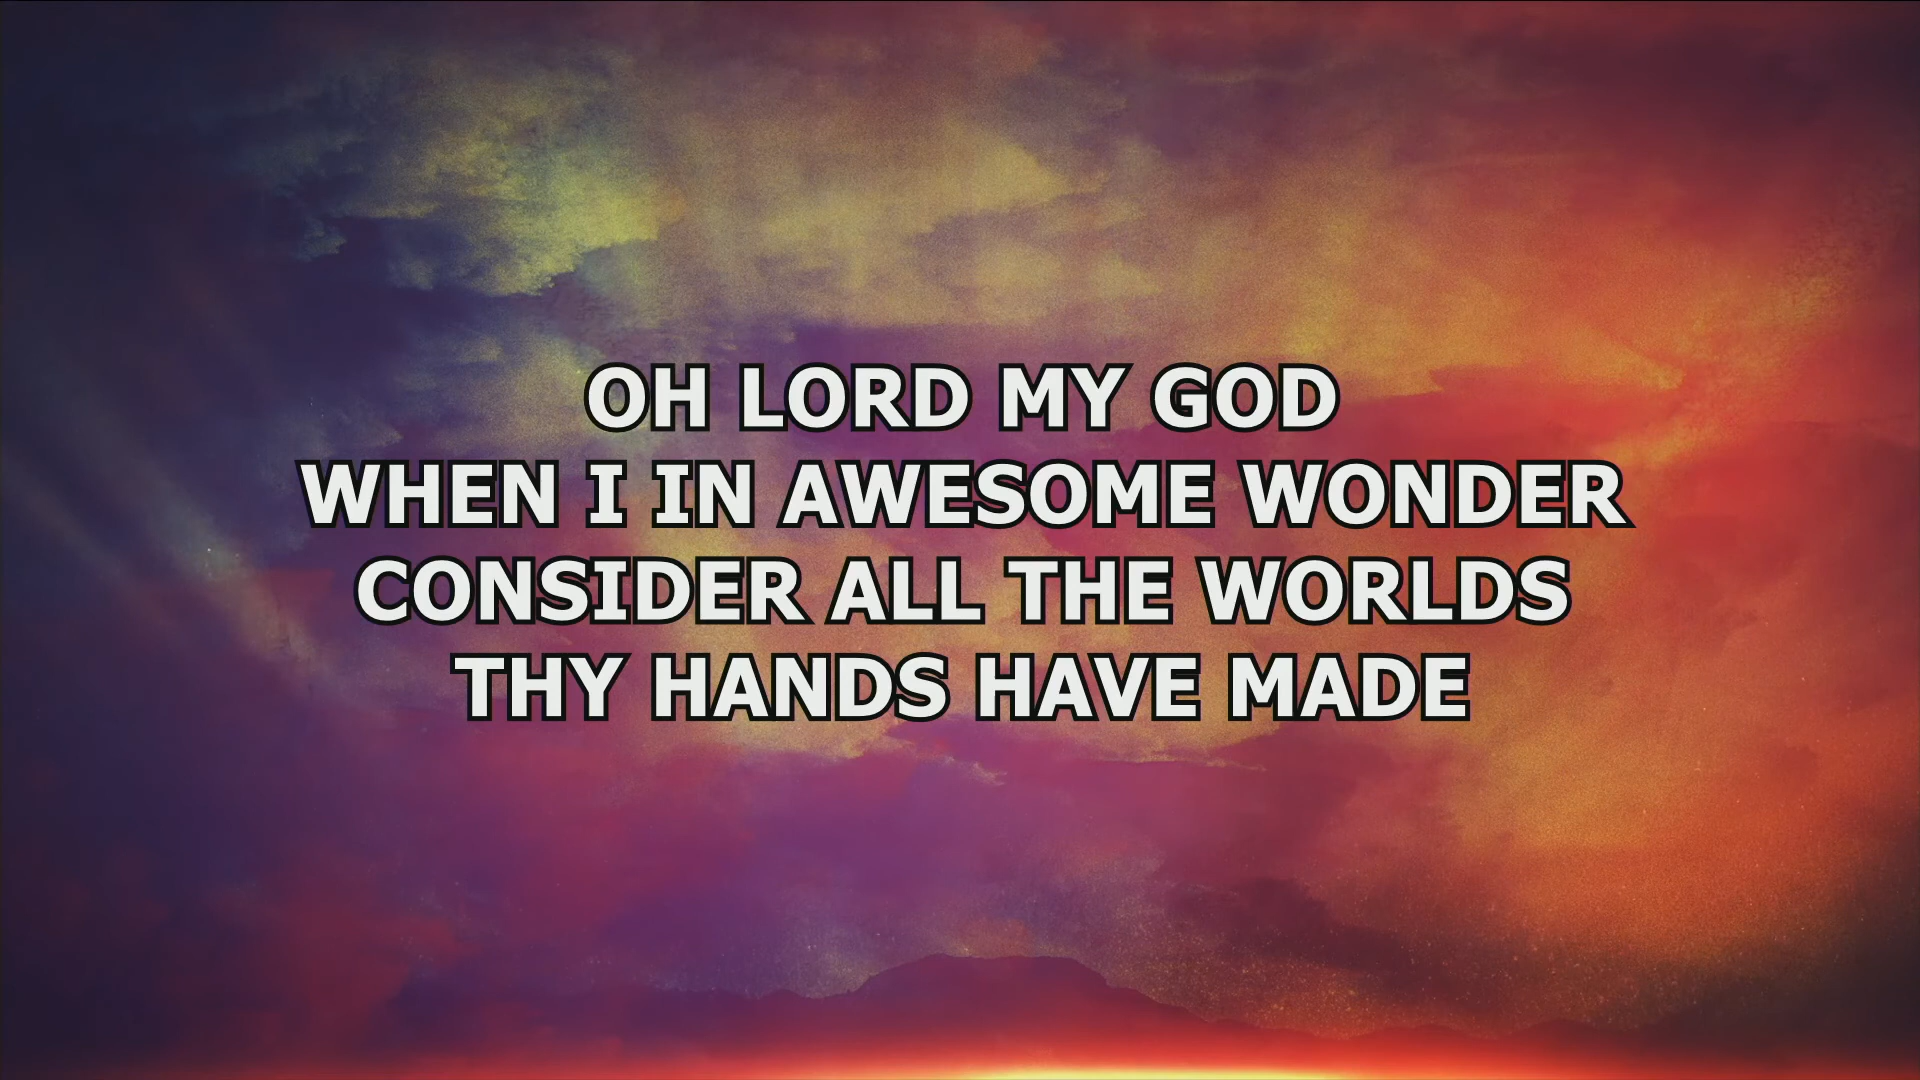 OH LORD MY GOD
WHEN I IN AWESOME WONDER
CONSIDER ALL THE WORLDS
THY HANDS HAVE MADE